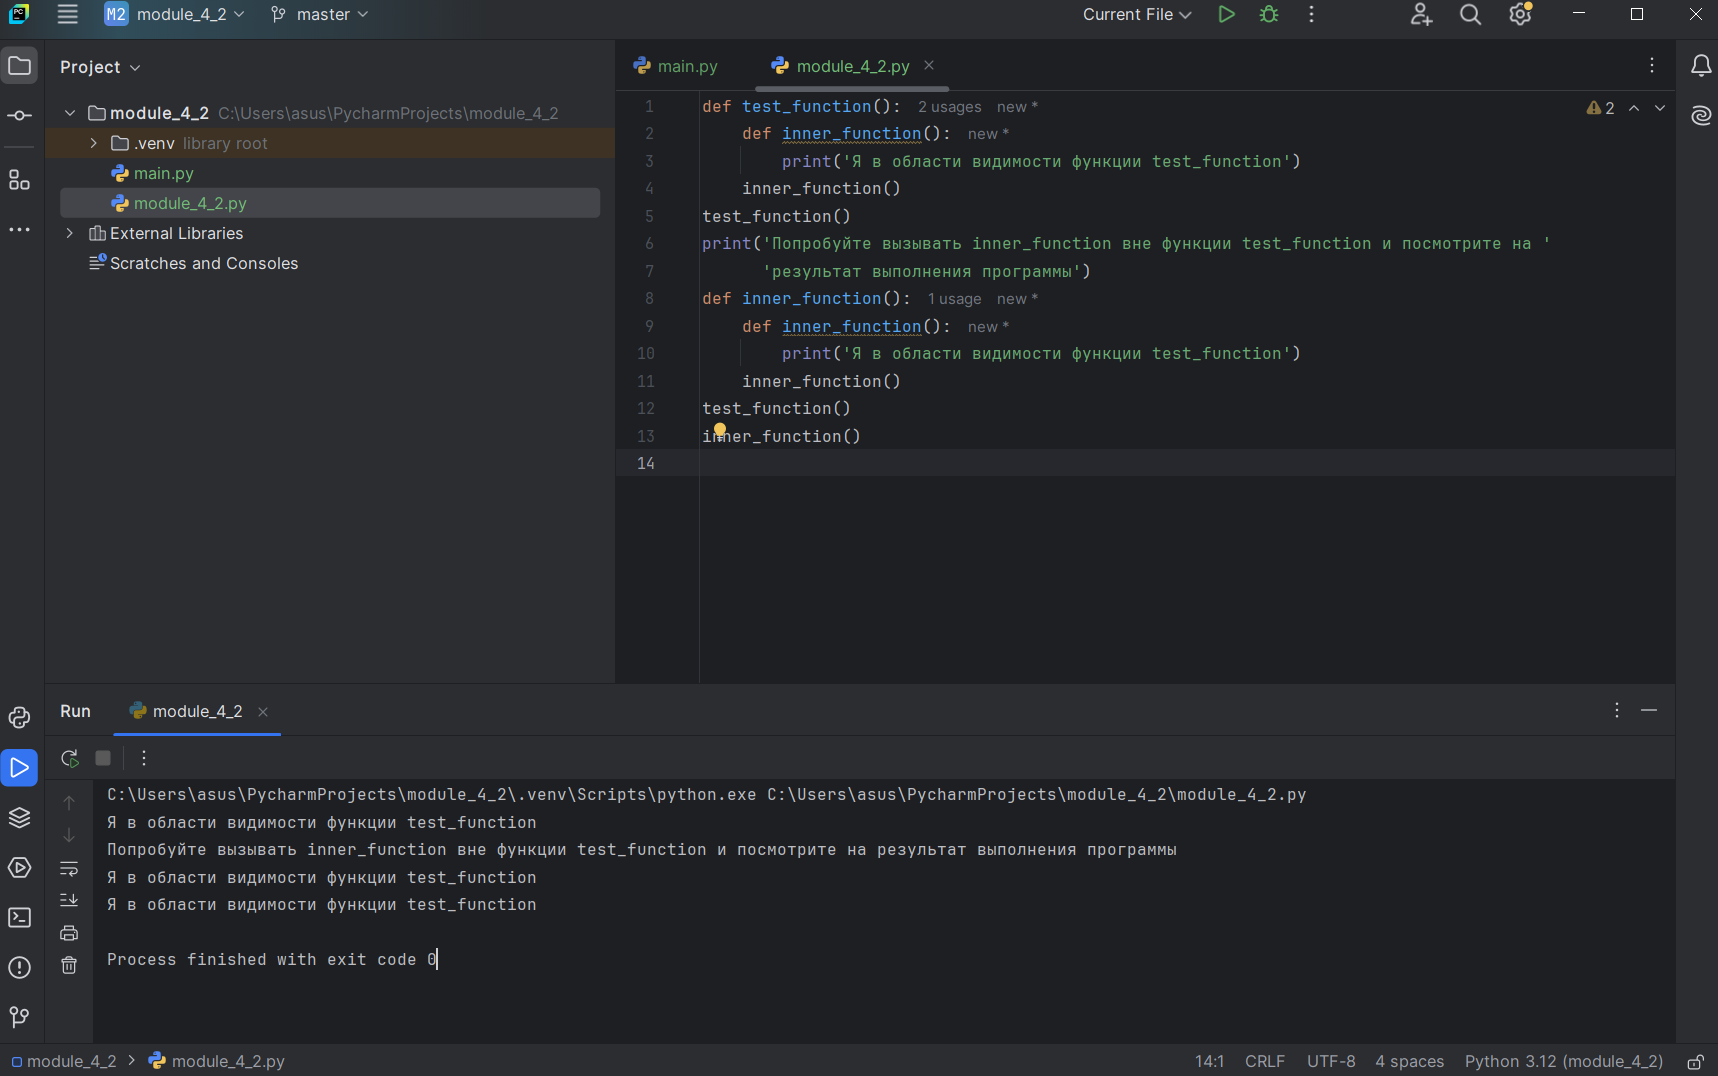 PC M2 module_4_2 master Current File
Project
main.py module_4_2.py
module_4_2 C:\Users\asus\PycharmProjects\module_4_2
.venv library root
main.py
module_4_2.py
External Libraries
Scratches and Consoles
1 def test_function(): 2 usages new *
2 def inner_function(): new *
3 print('Я в области видимости функции test_function')
4 inner_function()
5 test_function()
6 print('Попробуйте вызывать inner_function вне функции test_function и посмотрите на '
7 'результат выполнения программы')
8 def inner_function(): 1 usage new *
9 def inner_function(): new *
10 print('Я в области видимости функции test_function')
11 inner_function()
12 test_function()
13 inner_function()
14
2
Run module_4_2
C:\Users\asus\PycharmProjects\module_4_2\.venv\Scripts\python.exe C:\Users\asus\PycharmProjects\module_4_2\module_4_2.py
Я в области видимости функции test_function
Попробуйте вызывать inner_function вне функции test_function и посмотрите на результат выполнения программы
Я в области видимости функции test_function
Я в области видимости функции test_function
Process finished with exit code 0
module_4_2 module_4_2.py 14:1 CRLF UTF-8 4 spaces Python 3.12 (module_4_2)